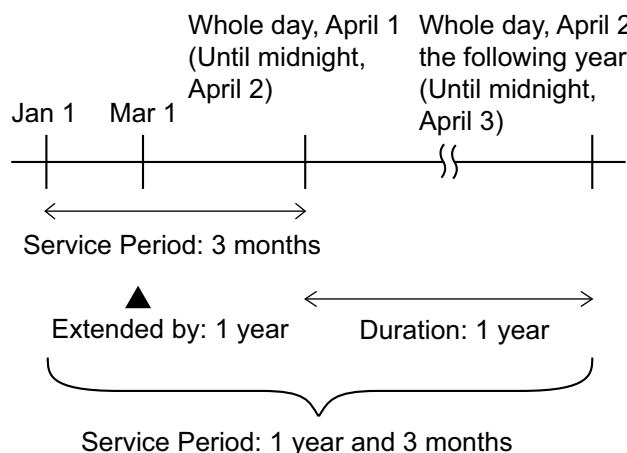 Whole day, April 1
(Until midnight,
April 2)
Whole day, April 2
the following year
(Until midnight,
April 3)
Jan 1
Mar 1
Service Period: 3 months
Extended by: 1 year
Duration: 1 year
Service Period: 1 year and 3 months